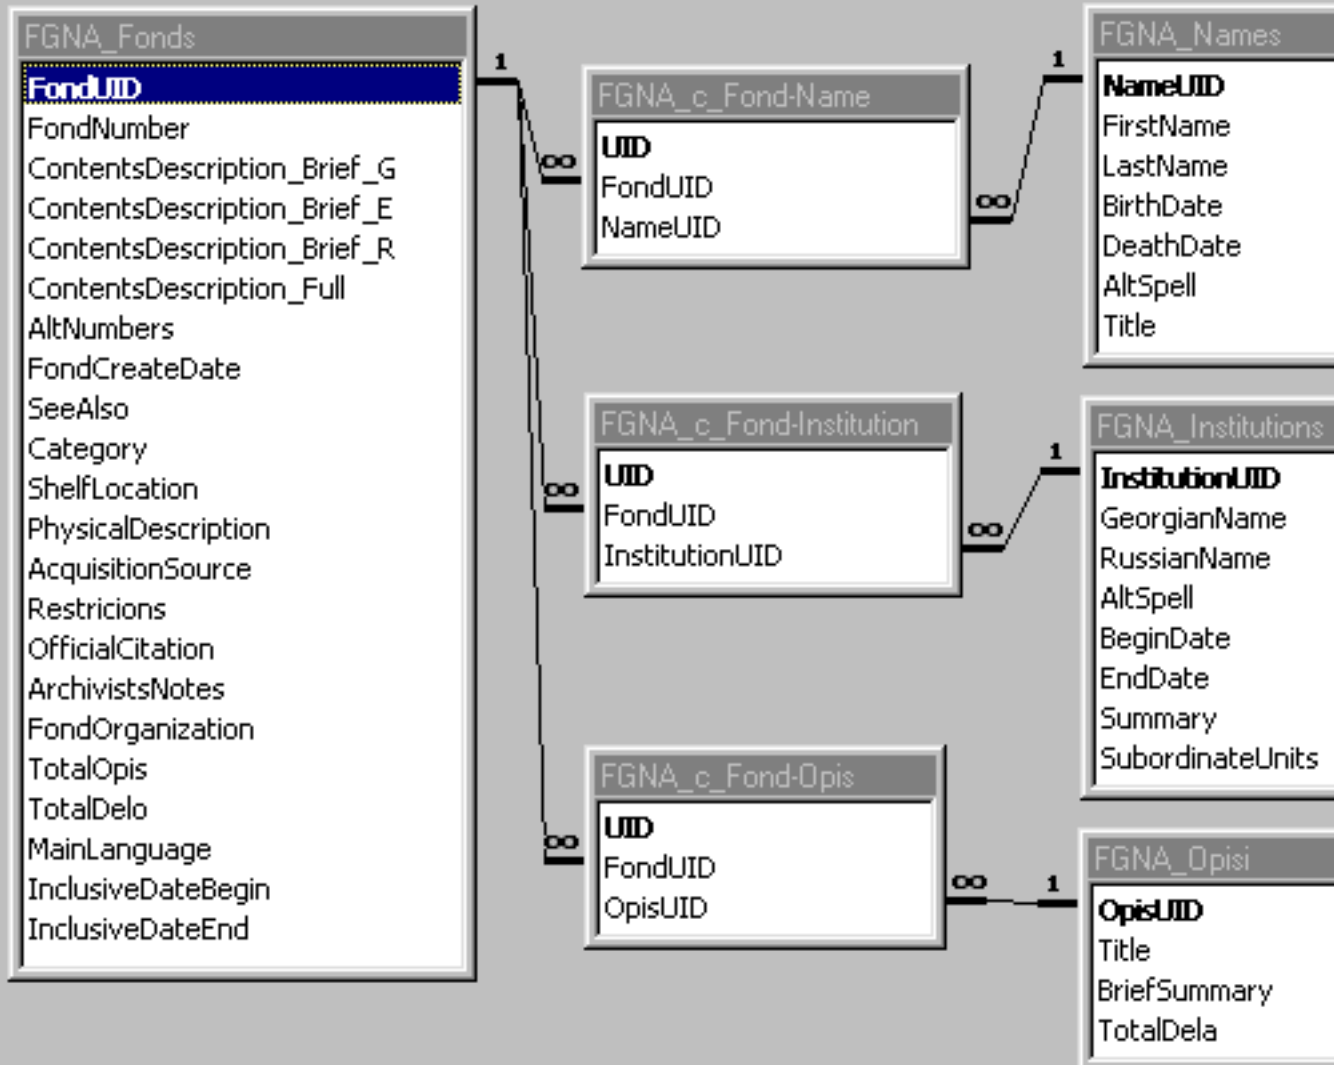 FGNA_Fonds
FondUID
FondNumber
ContentsDescription_Brief_G
ContentsDescription_Brief_E
ContentsDescription_Brief_R
ContentsDescription_Full
AltNumbers
FondCreateDate
SeeAlso
Category
ShelfLocation
PhysicalDescription
AcquisitionSource
Restricions
OfficialCitation
ArchivistsNotes
FondOrganization
TotalOpis
TotalDelo
MainLanguage
InclusiveDateBegin
InclusiveDateEnd
1
∞
FGNA_c_Fond-Name
UID
FondUID
NameUID
∞
1
FGNA_Names
NameUID
FirstName
LastName
BirthDate
DeathDate
AltSpell
Title
∞
FGNA_c_Fond-Institution
UID
FondUID
InstitutionUID
∞
1
FGNA_Institutions
InstitutionUID
GeorgianName
RussianName
AltSpell
BeginDate
EndDate
Summary
SubordinateUnits
∞
FGNA_c_Fond-Opis
UID
FondUID
OpisUID
∞
1
FGNA_Opisi
OpisUID
Title
BriefSummary
TotalDela